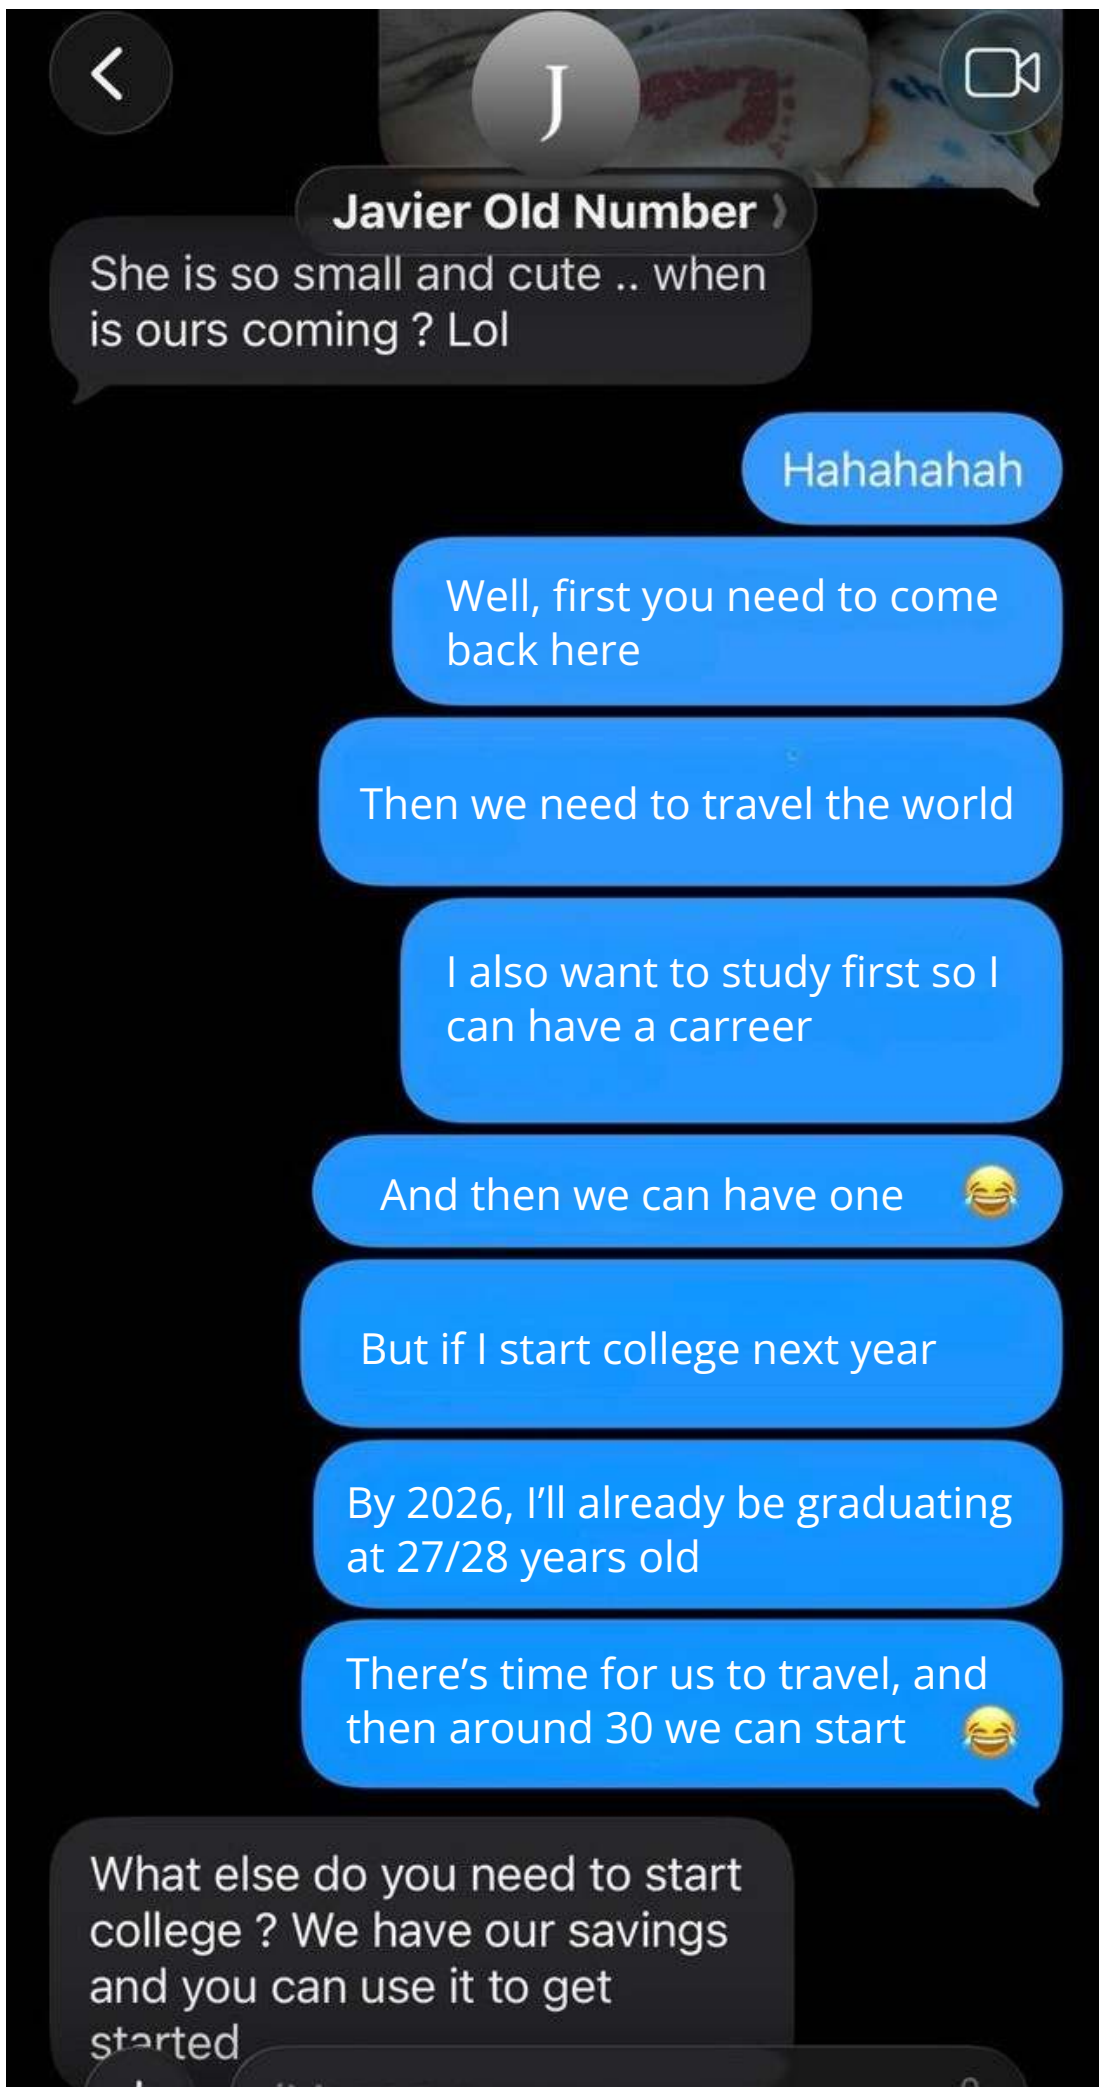 J
Javier Old Number
She is so small and cute .. when
is ours coming ? Lol
Hahahahah
Well, first you need to come
back here
Then we need to travel the world
I also want to study first so I
can have a carreer
And then we can have one 😂
But if I start college next year
By 2026, I’ll already be graduating
at 27/28 years old
There’s time for us to travel, and
then around 30 we can start 😂
What else do you need to start
college ? We have our savings
and you can use it to get
started